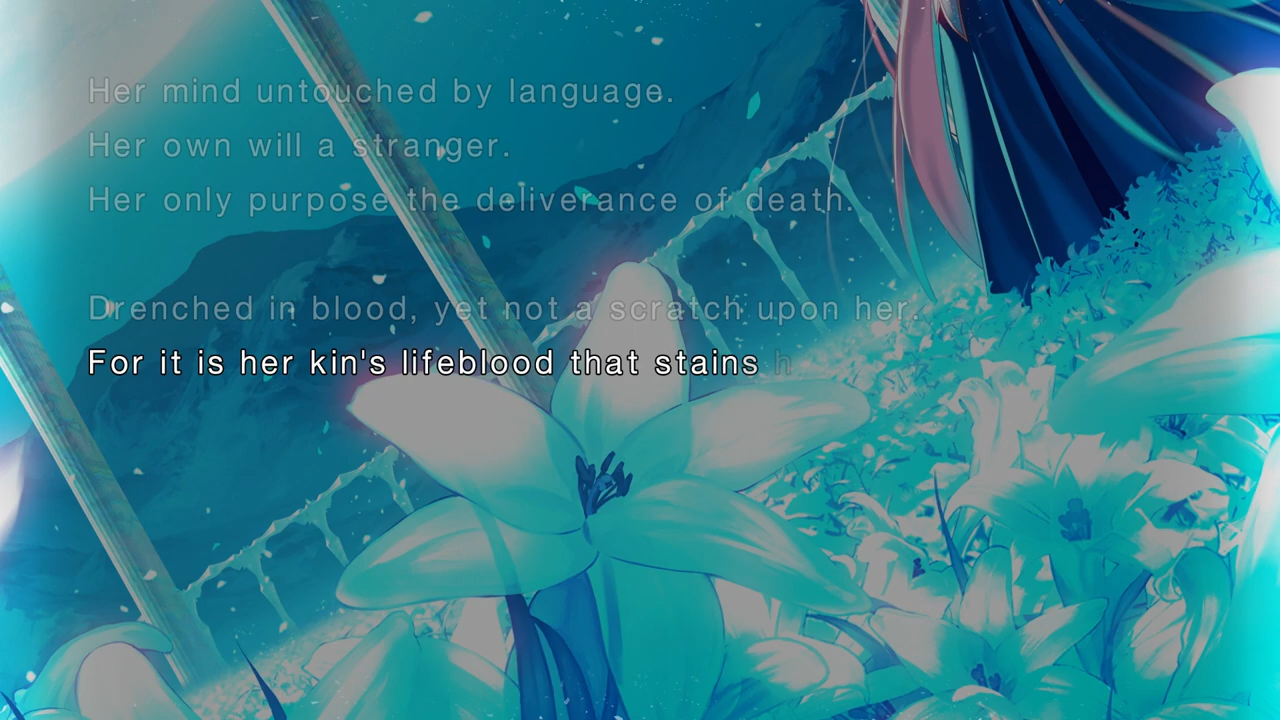 Her mind untouched by language.
Her own will a stranger.
Her only purpose the deliverance of death.
Drenched in blood, yet not a scratch upon her.
For it is her kin's lifeblood that stains h